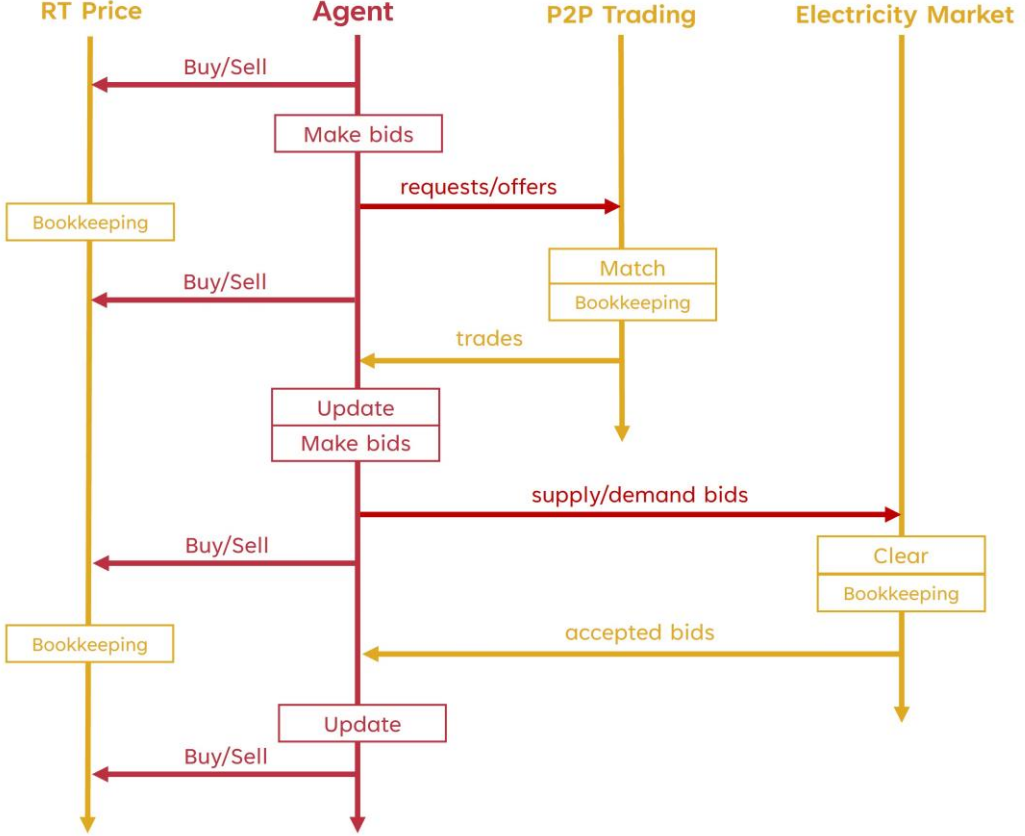 RT Price
Agent
P2P Trading
Electricity Market
Buy/Sell
Make bids
requests/offers
Bookkeeping
Match
Buy/Sell
Bookkeeping
trades
Update
Make bids
supply/demand bids
Buy/Sell
Clear
Bookkeeping
accepted bids
Bookkeeping
Update
Buy/Sell